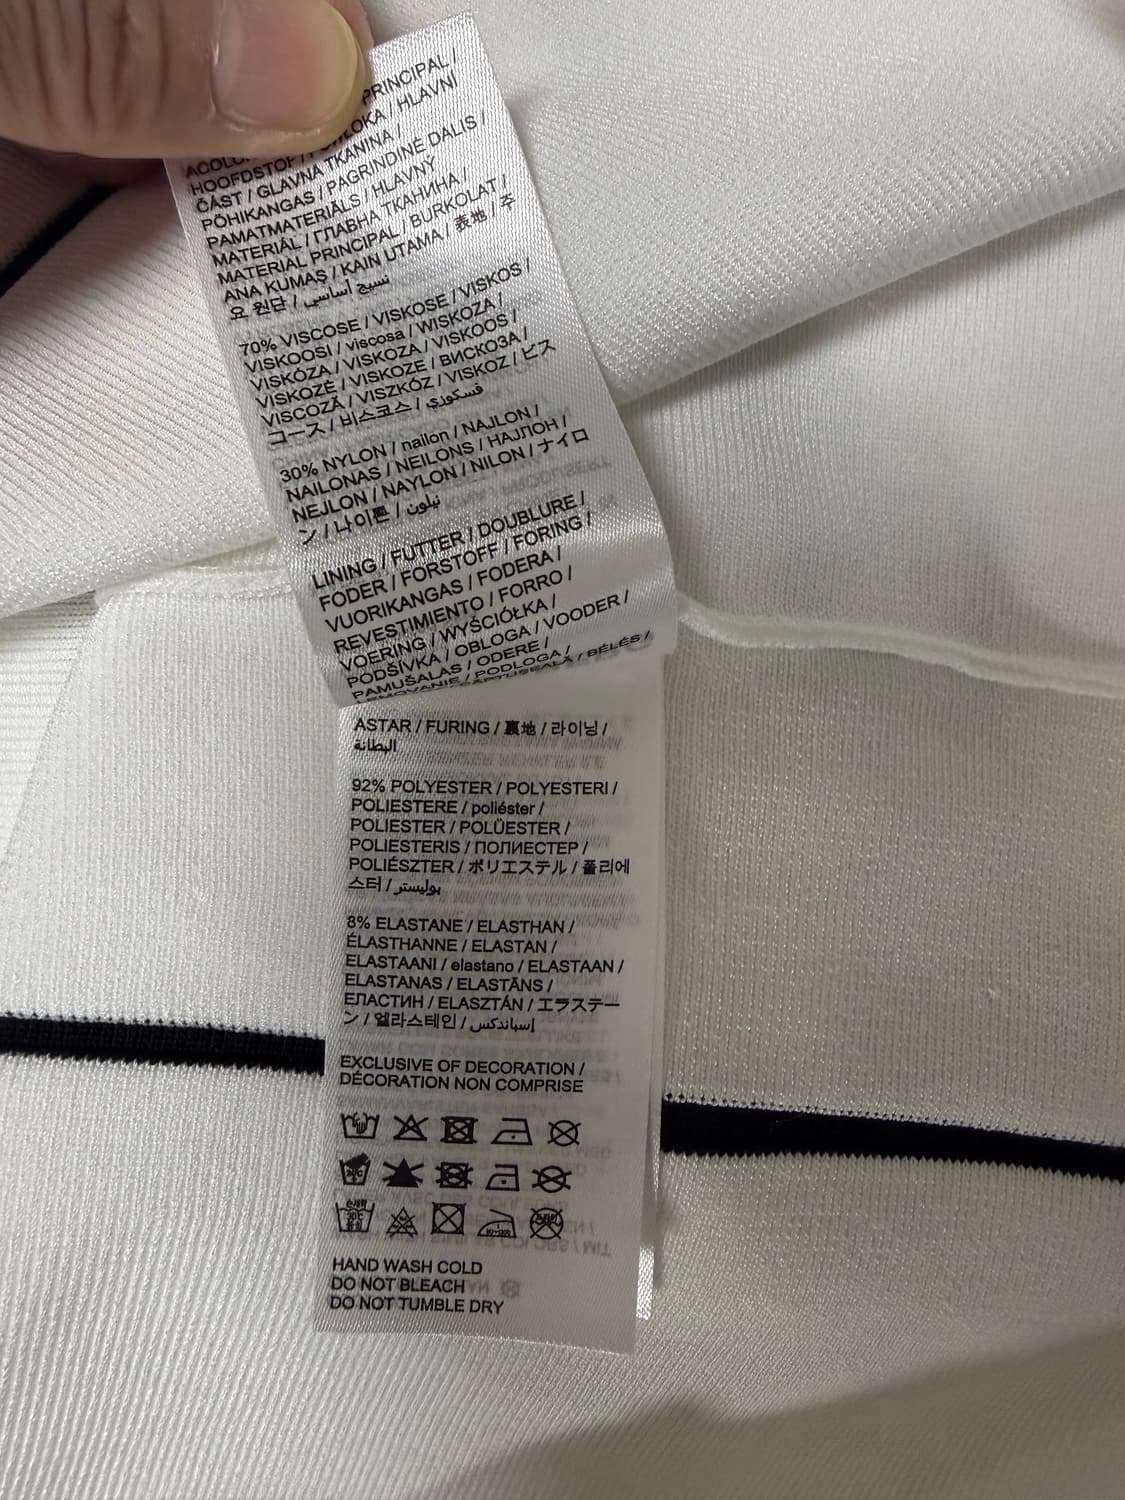 PRINCIPAL /
HLAVNÍ
HOOFDSTOF /
ČÁST / GLAVNA TKANINA /
PÕHIKANGAS / PAGRINDINĖ DALIS /
PAMATMATERIĀLS / HLAVNÝ
MATERIÁL / ГЛАВНА ТКАНИНА /
MATERIAL PRINCIPAL / BURKOLAT /
ANA KUMAŞ / KAIN UTAMA / 表地 / 주
요 원단 / نسيج أساسي
70% VISCOSE / VISKOSE / VISKOS /
VISKOOSI / viscosa / WISKOZA /
VISKÓZA / VISKOZA / VISKOOS /
VISKOZĖ / VISKOZE / ВИСКОЗА /
VISCOZĂ / VISZKÓZ / VISKOZ / ビス
コース / 비스코스 / فسكوزي
30% NYLON / nailon / NAJLON /
NAILONAS / NEILONS / НАЈЛОН /
NEJLON / NAYLON / NILON / ナイロ
ン / 나이론 / نيلون
LINING / FUTTER / DOUBLURE /
FODER / FORSTOFF / FORING /
VUORIKANGAS / FODERA /
REVESTIMIENTO / FORRO /
VOERING / WYŚCIÓŁKA /
PODŠÍVKA / OBLOGA / VOODER /
PAMUŠALAS / ODERE /
PODLOGA / CĂPTUŞEALĂ / BÉLÉS /
ASTAR / FURING / 裏地 / 라이닝 /
البطانة
92% POLYESTER / POLYESTERI /
POLIESTERE / poliéster /
POLIESTER / POLÜESTER /
POLIESTERIS / ПОЛИЕСТЕР /
POLIÉSZTER / ポリエステル / 폴리에
스터 / بوليستر
8% ELASTANE / ELASTHAN /
ÉLASTHANNE / ELASTAN /
ELASTAANI / elastano / ELASTAAN /
ELASTANAS / ELASTĀNS /
ЕЛАСТИН / ELASZTÁN / エラステー
ン / 엘라스테인 / إسباندكس
EXCLUSIVE OF DECORATION /
DÉCORATION NON COMPRISE
HAND WASH COLD
DO NOT BLEACH
DO NOT TUMBLE DRY